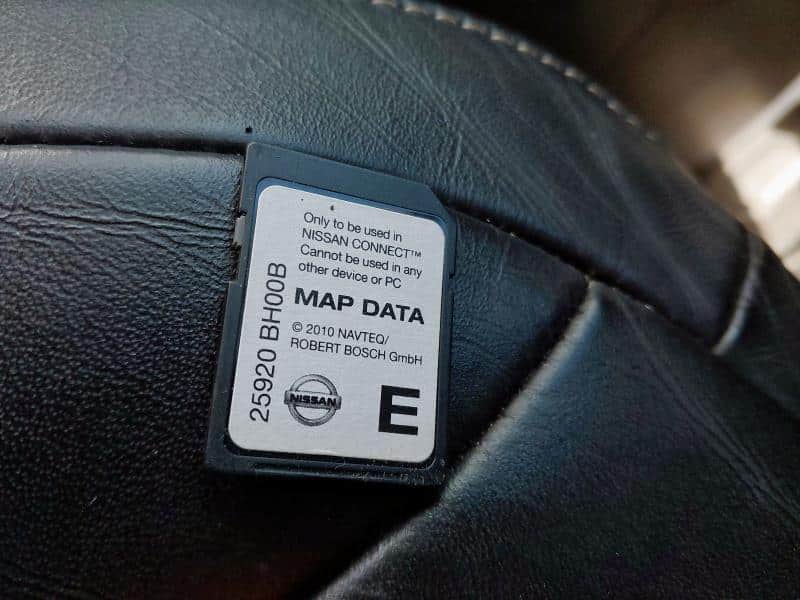 Only to be used in
NISSAN CONNECT™
Cannot be used in any
other device or PC
MAP DATA
© 2010 NAVTEQ/
ROBERT BOSCH GmbH
25920 BH00B
NISSAN
E